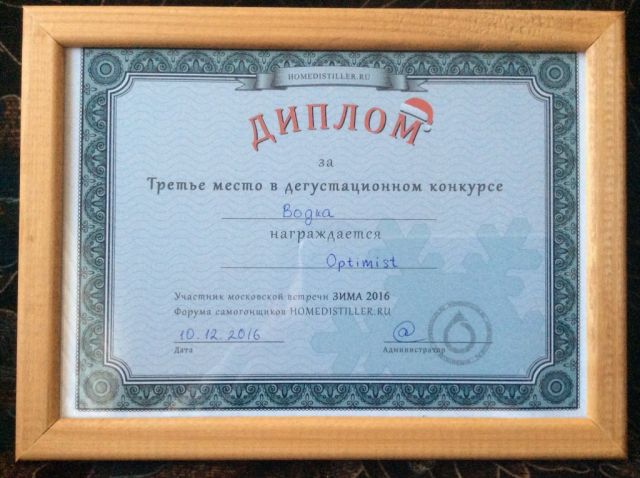 HOMEDISTILLER.RU
ДИПЛОМ
за
Третье место в дегустационном конкурсе
Водка
награждается
Optimist
Участник московской встречи ЗИМА 2016
Форума самогонщиков HOMEDISTILLER.RU
10.12.2016 @
Дата Администратор